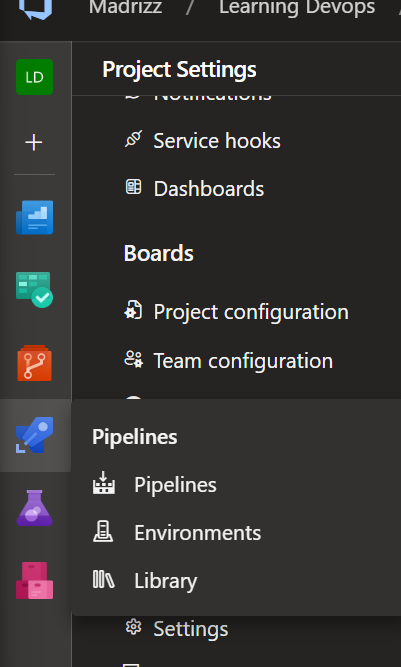 Madrizz / Learning Devops /
LD
Project Settings
Notifications
Service hooks
Dashboards
Boards
Project configuration
Team configuration
Pipelines
Pipelines
Environments
Library
Settings